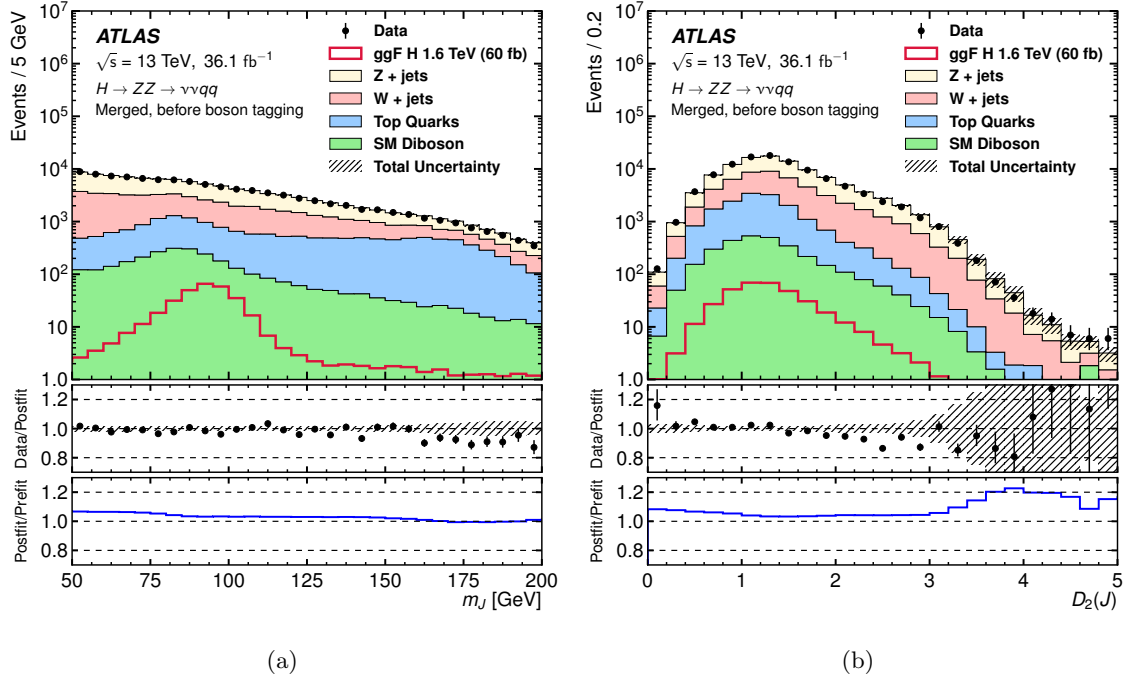 Events / 5 GeV
10⁷
10⁶
10⁵
10⁴
10³
10²
10
1.0
ATLAS
√s = 13 TeV, 36.1 fb⁻¹
H → ZZ → ννqq
Merged, before boson tagging
Data
ggF H 1.6 TeV (60 fb)
Z + jets
W + jets
Top Quarks
SM Diboson
Total Uncertainty
Data/Postfit
1.2
1.0
0.8
Postfit/Prefit
1.2
1.0
0.8
50 75 100 125 150 175 200
m_J [GeV]
(a)
Events / 0.2
10⁷
10⁶
10⁵
10⁴
10³
10²
10
1.0
ATLAS
√s = 13 TeV, 36.1 fb⁻¹
H → ZZ → ννqq
Merged, before boson tagging
Data
ggF H 1.6 TeV (60 fb)
Z + jets
W + jets
Top Quarks
SM Diboson
Total Uncertainty
Data/Postfit
1.2
1.0
0.8
Postfit/Prefit
1.2
1.0
0.8
0 1 2 3 4 5
D₂(J)
(b)